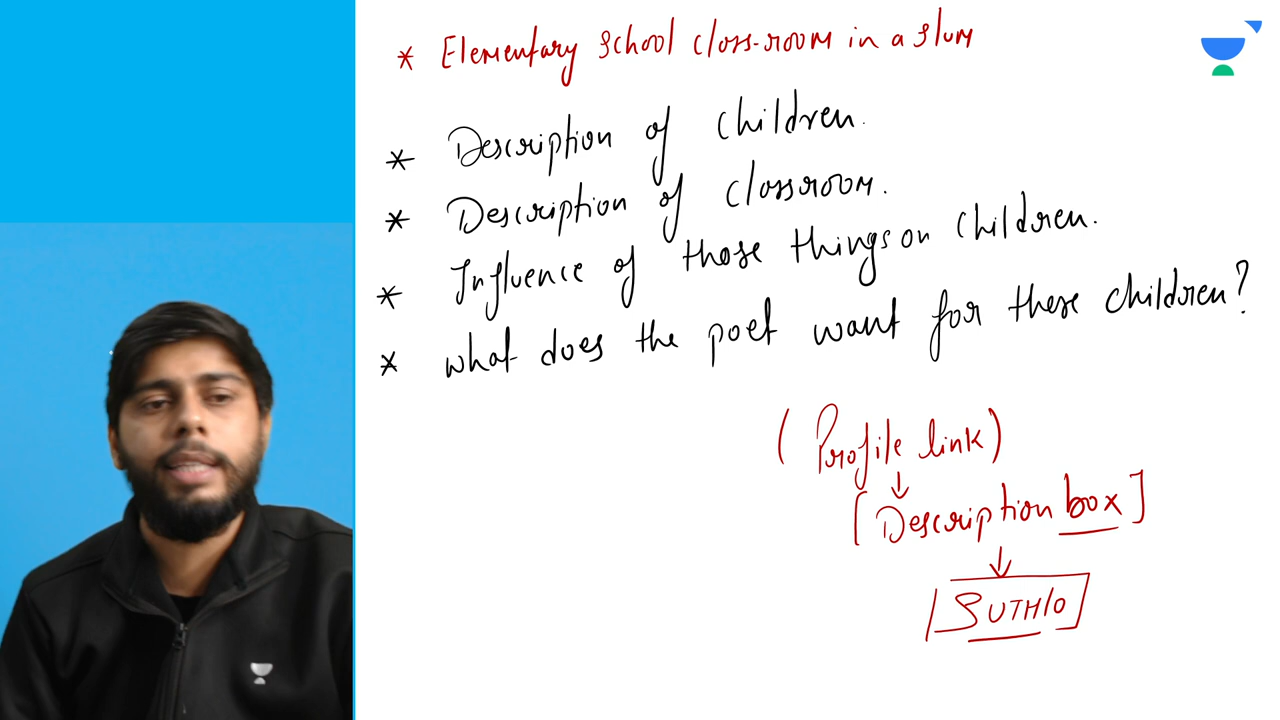 * Elementary School class-room in a slum
* Description of children.
* Description of classroom.
* Influence of those things on children.
* what does the poet want for these children?
(Profile link)
↓
[Description box]
↓
SUTH10